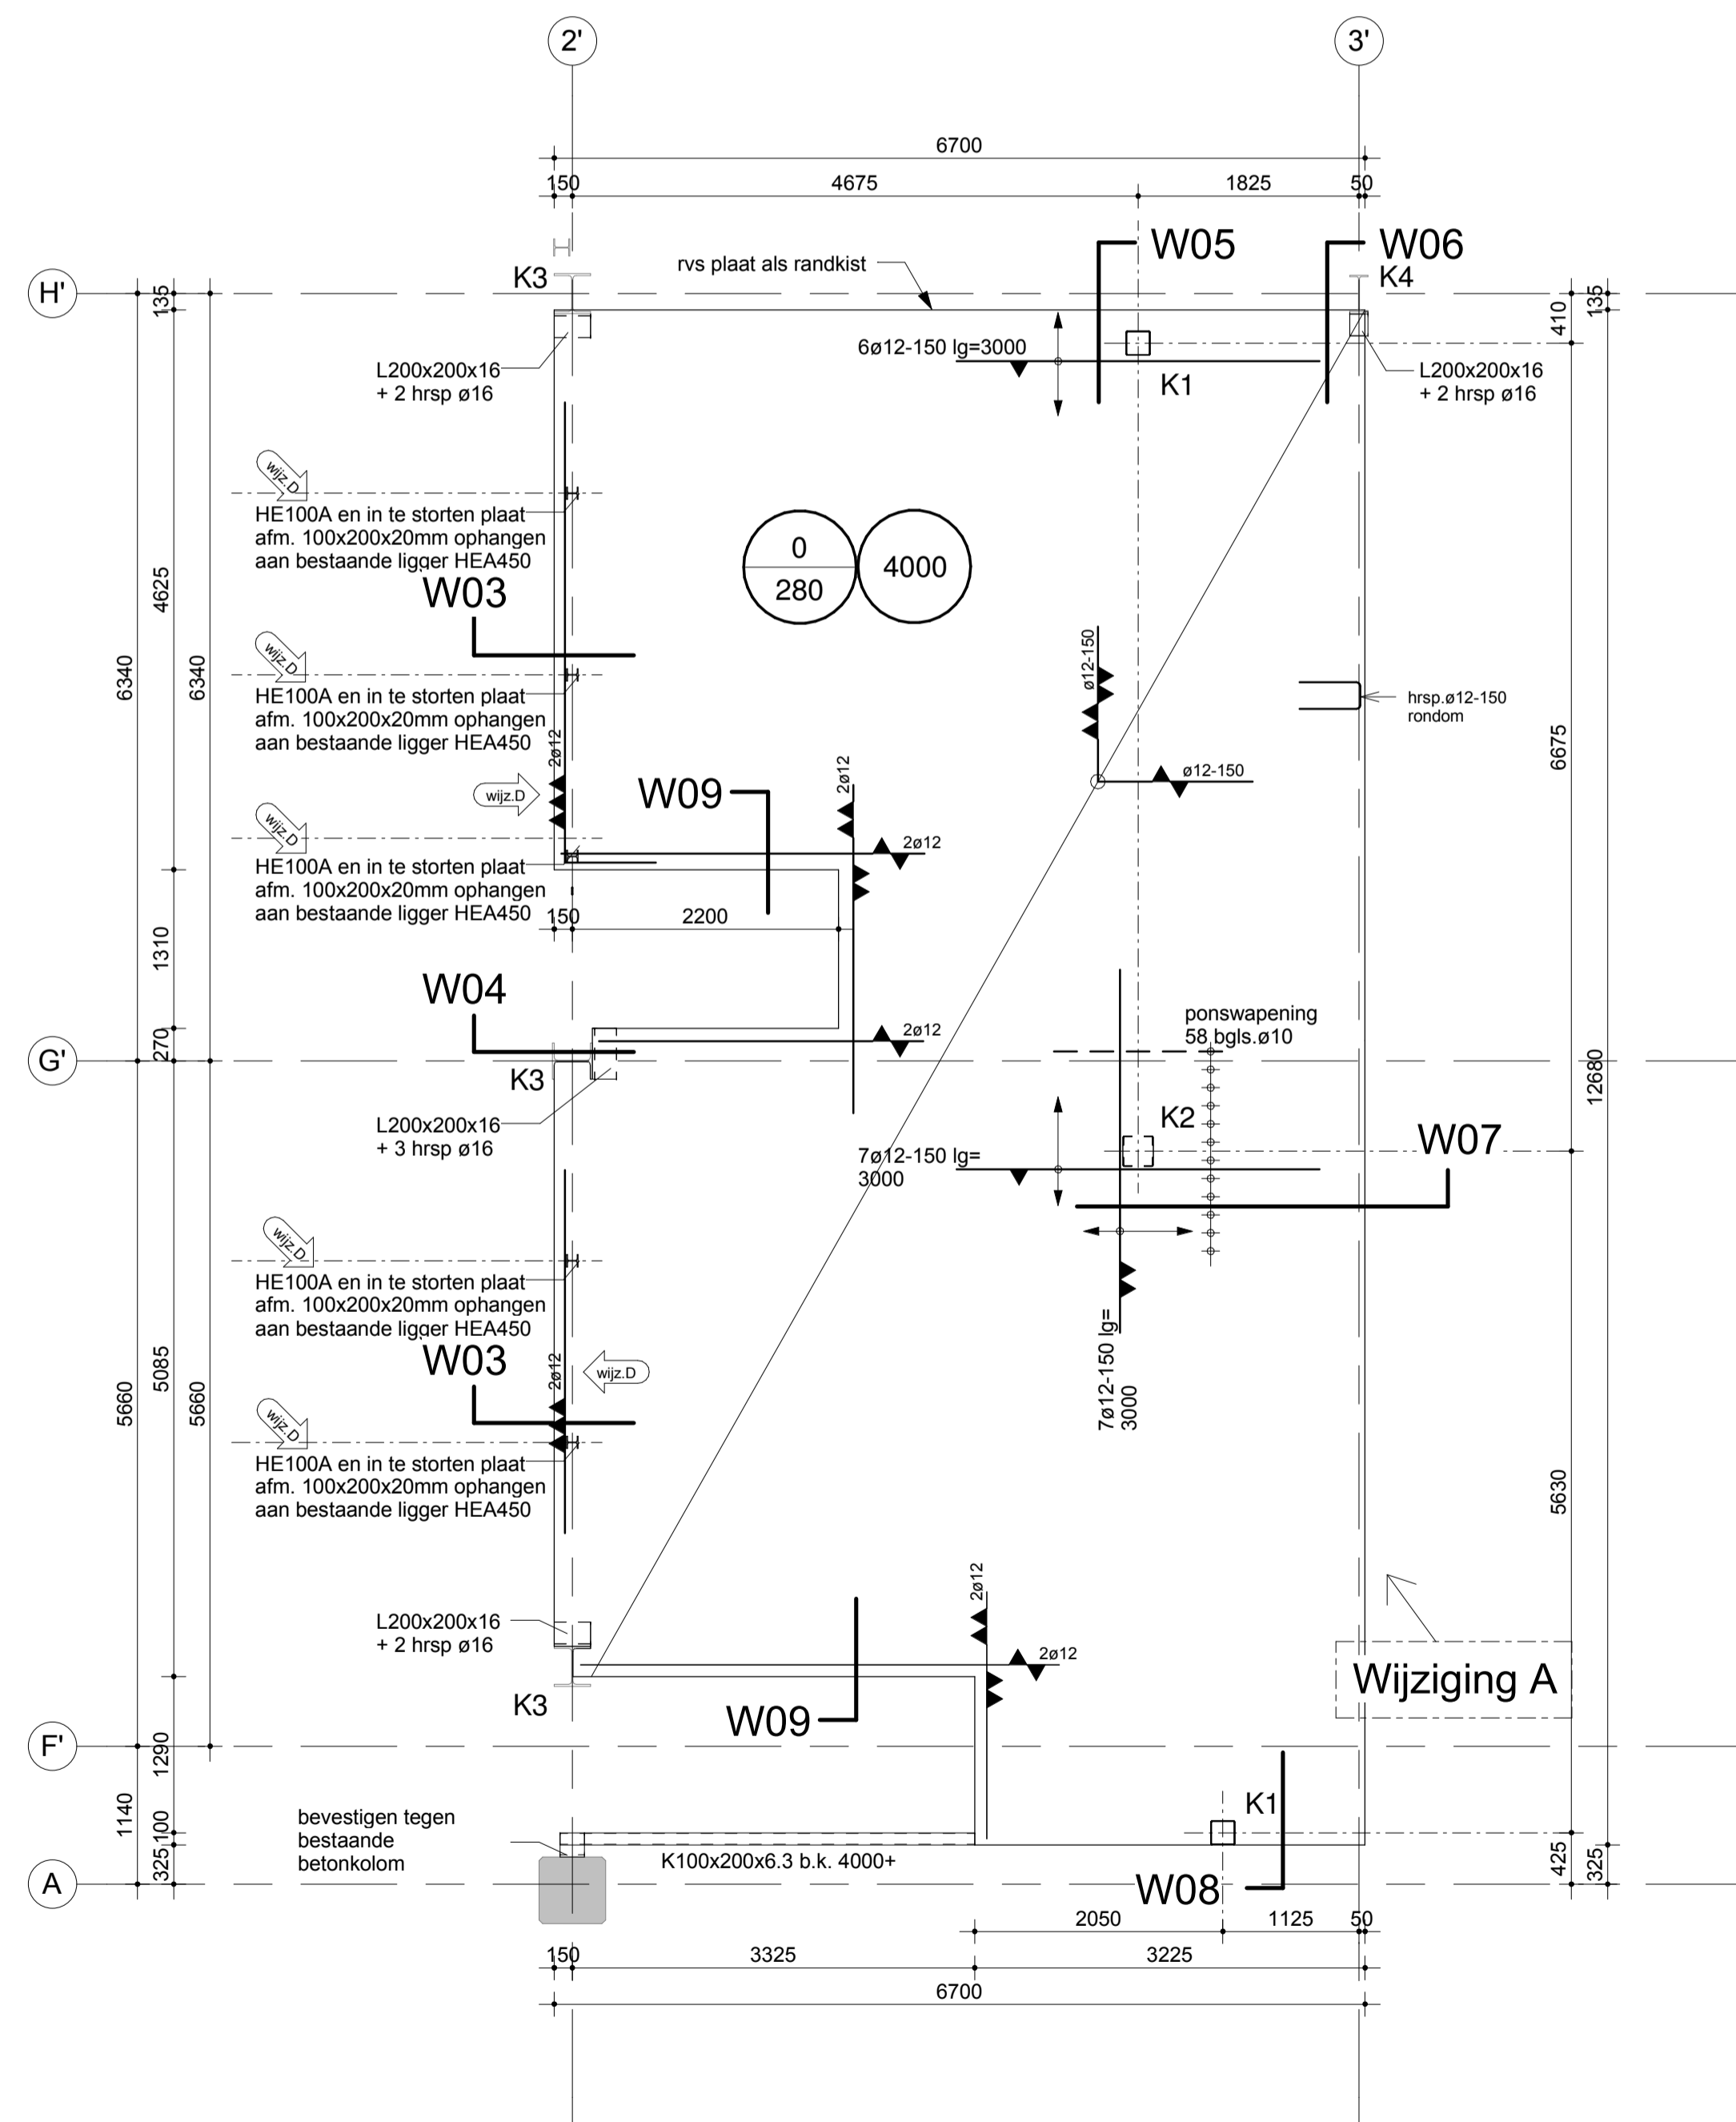 2'
3'
6700
150
4675
1825
50
W05
W06
rvs plaat als randkist
K3
K4
H'
135
410
135
6ø12-150 lg=3000
K1
L200x200x16
+ 2 hrsp ø16
L200x200x16
+ 2 hrsp ø16
wijz.D
HE100A en in te storten plaat
afm. 100x200x20mm ophangen
aan bestaande ligger HEA450
0
280
4000
4625
W03
6340
6340
wijz.D
HE100A en in te storten plaat
afm. 100x200x20mm ophangen
aan bestaande ligger HEA450
ø12-150
hrsp.ø12-150
rondom
6675
2ø12
wijz.D
W09
2ø12
ø12-150
wijz.D
2ø12
HE100A en in te storten plaat
afm. 100x200x20mm ophangen
aan bestaande ligger HEA450
150
2200
1310
W04
270
2ø12
ponswapening
58 bgls.ø10
G'
K3
12680
K2
L200x200x16
+ 3 hrsp ø16
7ø12-150 lg=
3000
W07
wijz.D
HE100A en in te storten plaat
afm. 100x200x20mm ophangen
aan bestaande ligger HEA450
W03
2ø12
wijz.D
7ø12-150 lg=
3000
5660
5085
5660
wijz.D
HE100A en in te storten plaat
afm. 100x200x20mm ophangen
aan bestaande ligger HEA450
5630
2ø12
L200x200x16
+ 2 hrsp ø16
2ø12
Wijziging A
K3
W09
F'
1290
1140
100
325
bevestigen tegen
bestaande
betonkolom
K1
K100x200x6.3 b.k. 4000+
A
W08
425
325
2050
1125
50
150
3325
3225
6700